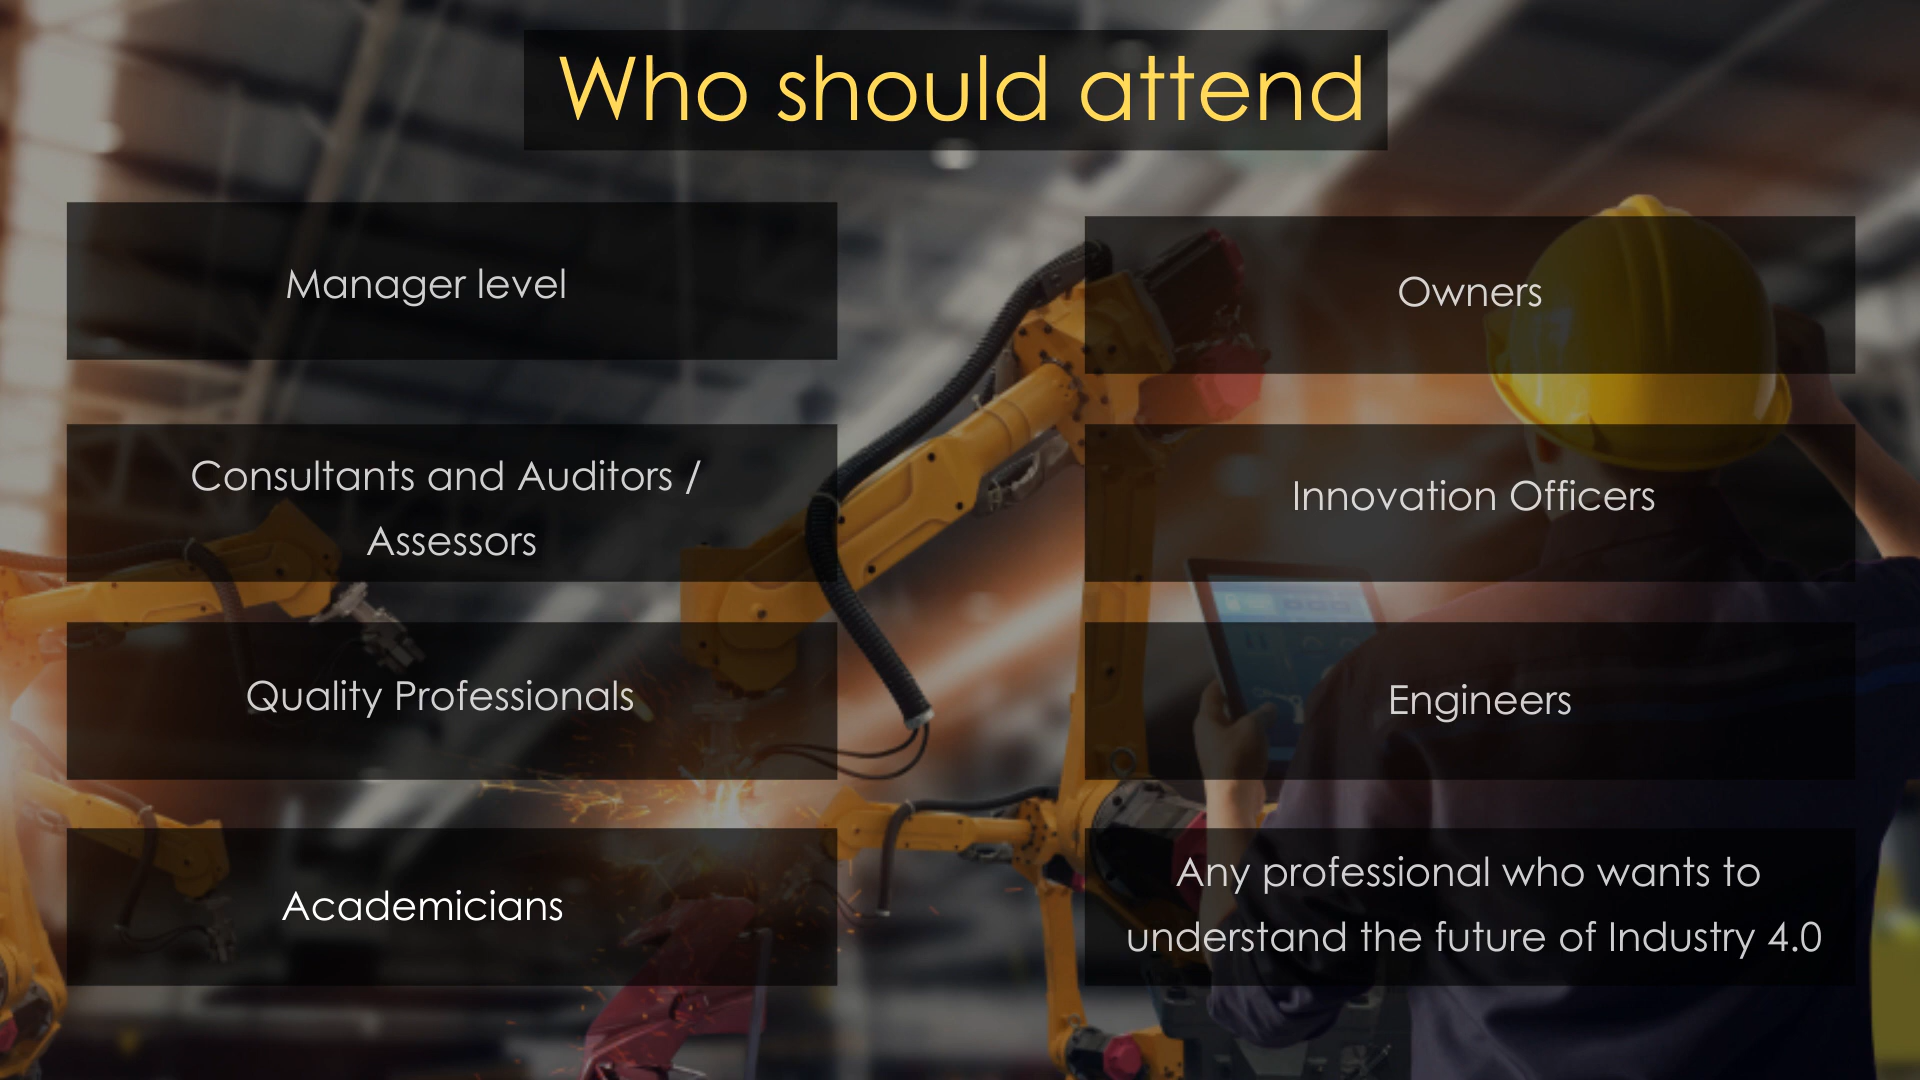 Who should attend
Manager level
Owners
Consultants and Auditors /
Assessors
Innovation Officers
Quality Professionals
Engineers
Academicians
Any professional who wants to
understand the future of Industry 4.0